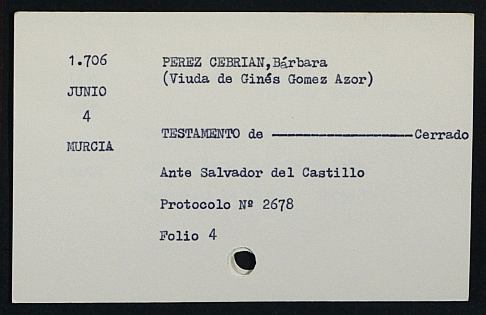 1.706
JUNIO
4
MURCIA
PEREZ CEBRIAN,Bárbara
(Viuda de Ginés Gomez Azor)
TESTAMENTO de ------------------Cerrado
Ante Salvador del Castillo
Protocolo Nº 2678
Folio 4